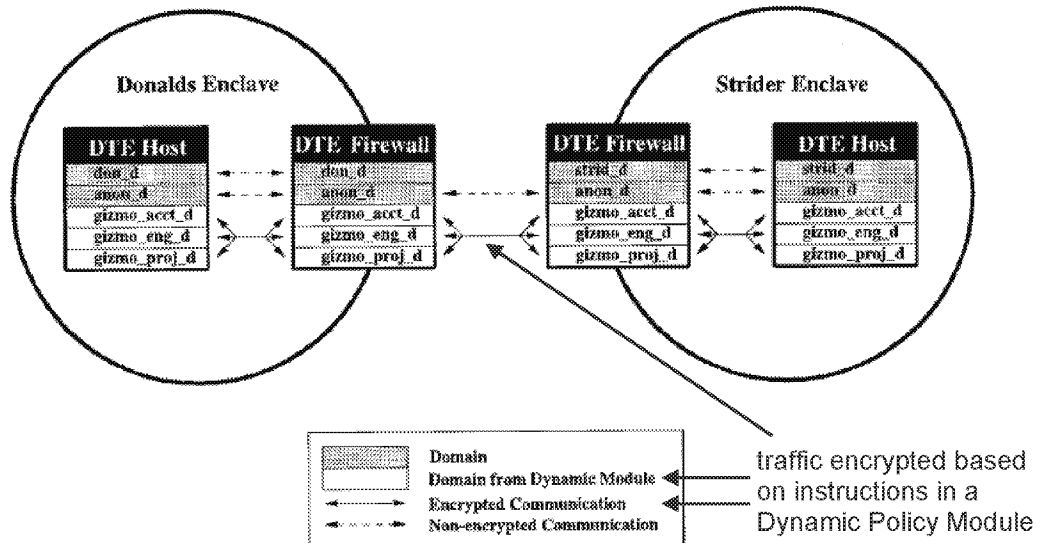 Donalds Enclave
Strider Enclave
DTE Host
don_d
anon_d
gizmo_acct_d
gizmo_eng_d
gizmo_proj_d
DTE Firewall
don_d
anon_d
gizmo_acct_d
gizmo_eng_d
gizmo_proj_d
DTE Firewall
strid_d
anon_d
gizmo_acct_d
gizmo_eng_d
gizmo_proj_d
DTE Host
strid_d
anon_d
gizmo_acct_d
gizmo_eng_d
gizmo_proj_d
Domain
Domain from Dynamic Module
Encrypted Communication
Non-encrypted Communication
traffic encrypted based
on instructions in a
Dynamic Policy Module